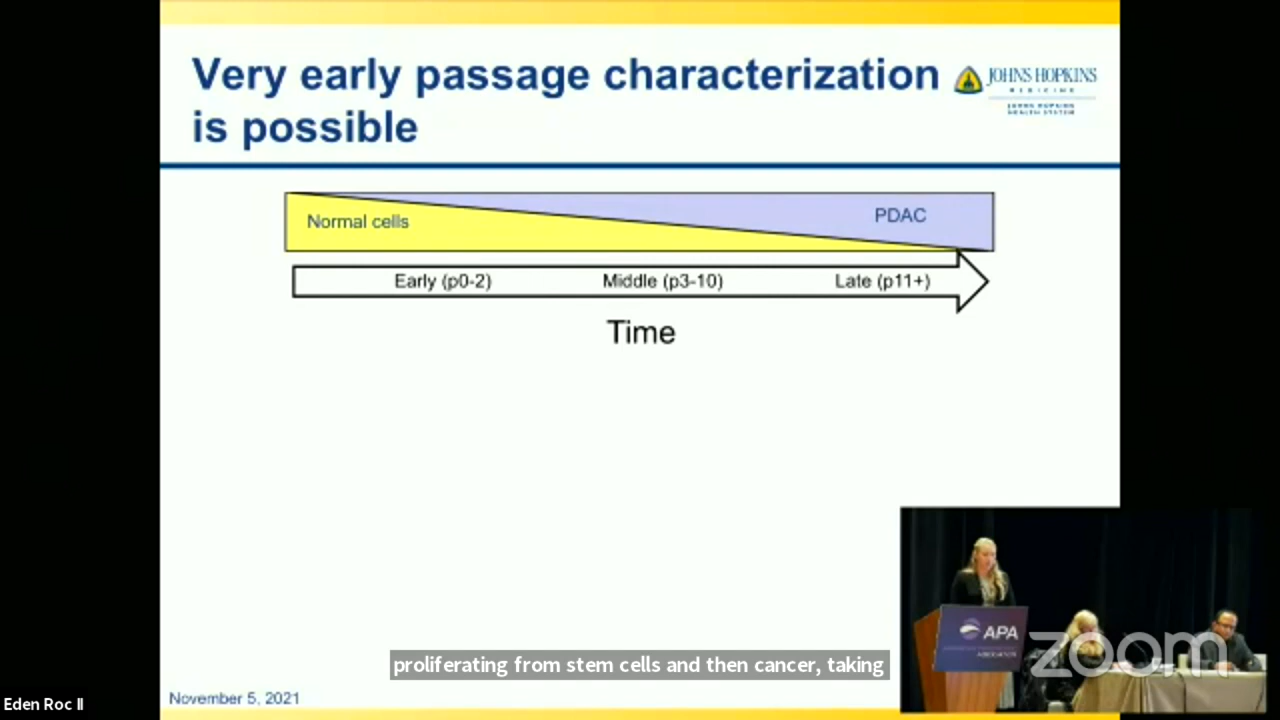 Very early passage characterization
is possible
JOHNS HOPKINS
MEDICINE
JOHNS HOPKINS
HEALTH SYSTEM
Normal cells
PDAC
Early (p0-2)
Middle (p3-10)
Late (p11+)
Time
APA
ASSOCIATION
zoom
proliferating from stem cells and then cancer, taking
November 5, 2021
Eden Roc II